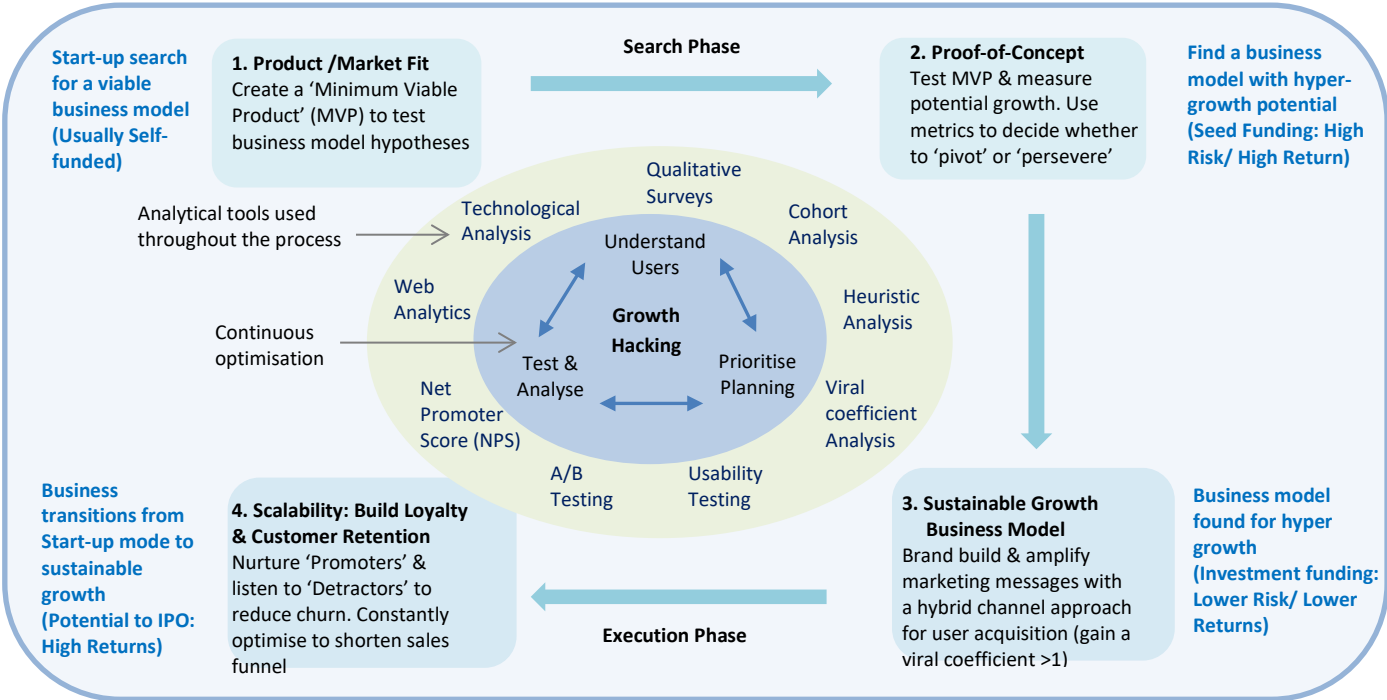 Start-up search
for a viable
business model
(Usually Self-
funded)
1. Product /Market Fit
Create a ‘Minimum Viable
Product’ (MVP) to test
business model hypotheses
Search Phase
2. Proof-of-Concept
Test MVP & measure
potential growth. Use
metrics to decide whether
to ‘pivot’ or ‘persevere’
Find a business
model with hyper-
growth potential
(Seed Funding: High
Risk/ High Return)
Analytical tools used
throughout the process
Continuous
optimisation
Technological
Analysis
Qualitative
Surveys
Cohort
Analysis
Heuristic
Analysis
Viral
coefficient
Analysis
Usability
Testing
A/B
Testing
Net
Promoter
Score (NPS)
Web
Analytics
Understand
Users
Growth
Hacking
Test &
Analyse
Prioritise
Planning
Business
transitions from
Start-up mode to
sustainable
growth
(Potential to IPO:
High Returns)
4. Scalability: Build Loyalty
& Customer Retention
Nurture ‘Promoters’ &
listen to ‘Detractors’ to
reduce churn. Constantly
optimise to shorten sales
funnel
Execution Phase
3. Sustainable Growth
Business Model
Brand build & amplify
marketing messages with
a hybrid channel approach
for user acquisition (gain a
viral coefficient >1)
Business model
found for hyper
growth
(Investment funding:
Lower Risk/ Lower
Returns)